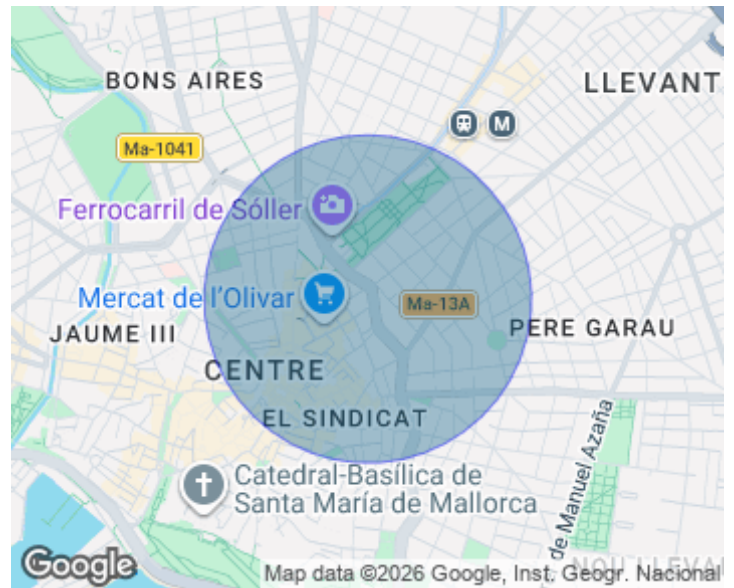 BONS AIRES
LLEVANT
M
Ma-1041
Ferrocarril de Sóller
Mercat de l'Olivar
Ma-13A
JAUME III
PERE GARAU
CENTRE
EL SINDICAT
de Manuel Azaña
Catedral-Basílica de
Santa María de Mallorca
NOU LLEVA
Google
Map data ©2026 Google, Inst. Geogr. Nacional